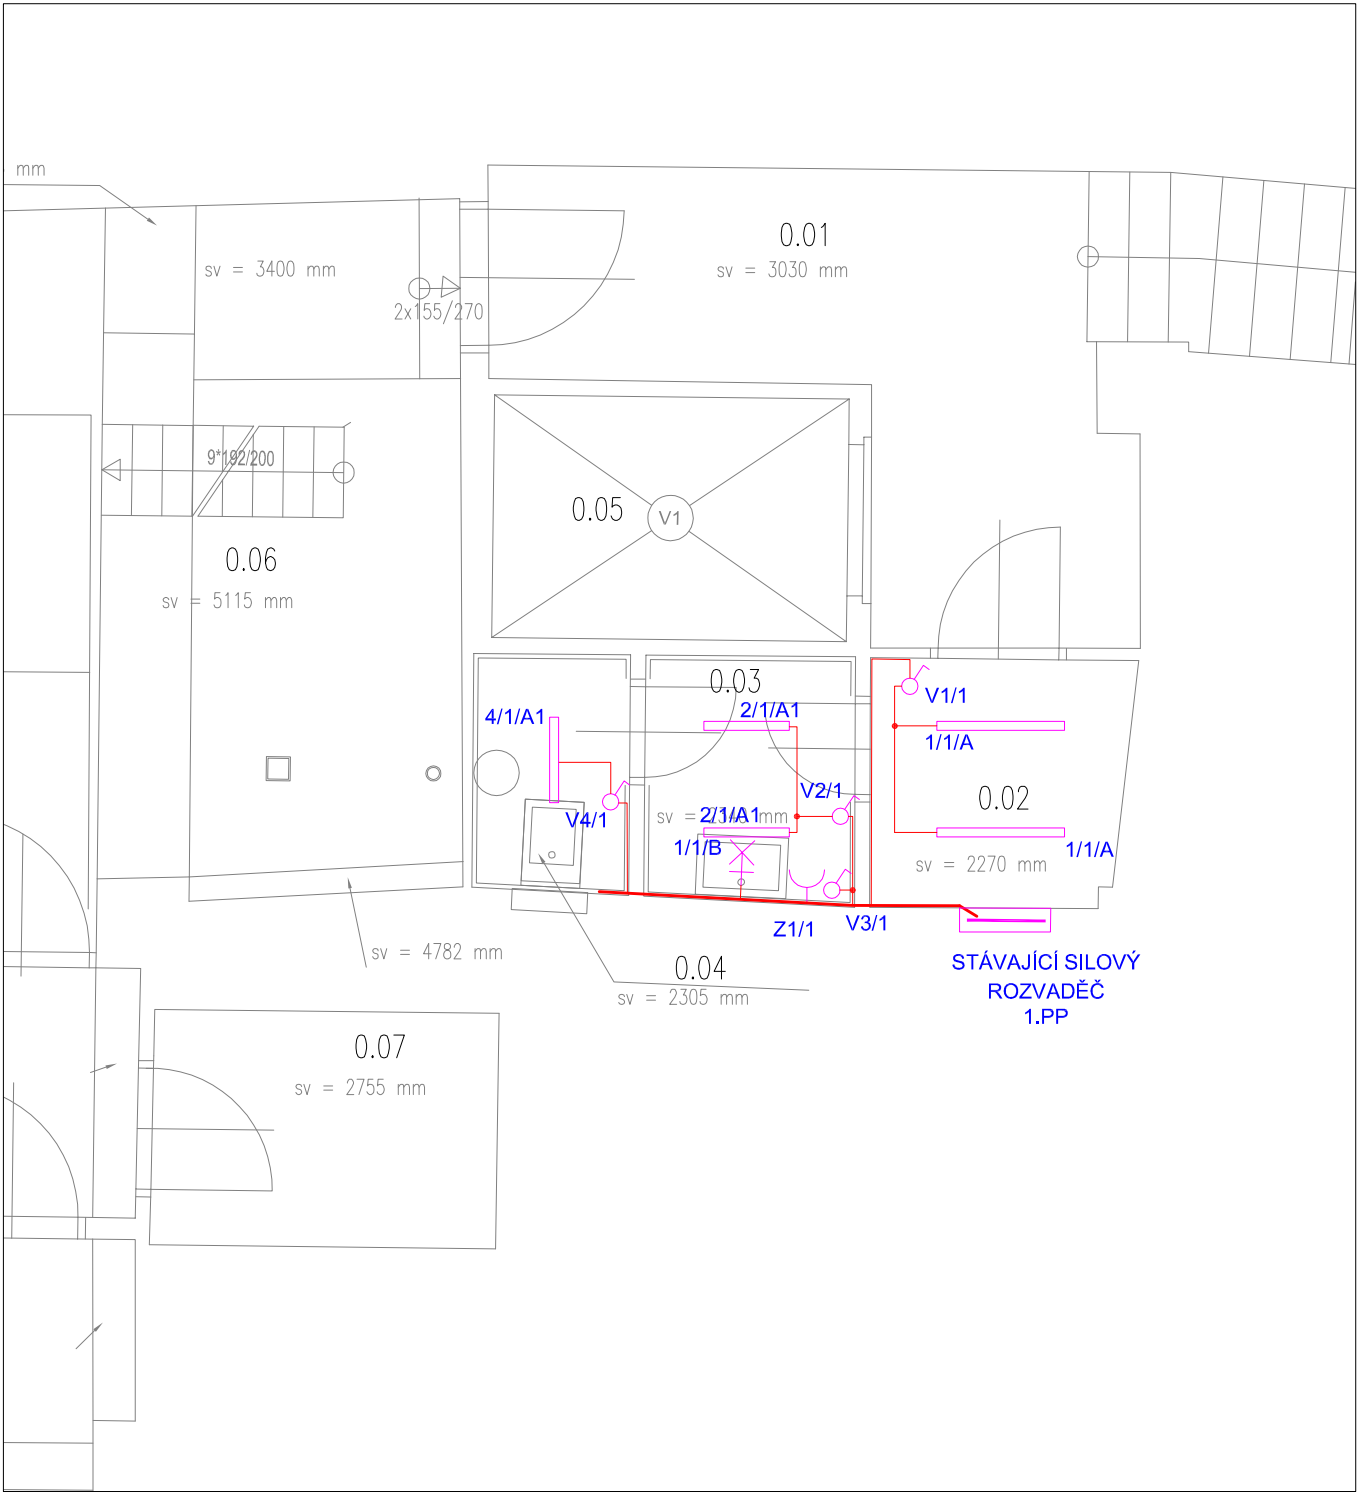 mm
0.01
sv = 3400 mm
sv = 3030 mm
2x155/270
9*192/200
0.05
V1
0.06
sv = 5115 mm
0.03
V1/1
4/1/A1
2/1/A1
1/1/A
V2/1
0.02
V4/1
sv = 2340 mm
2/1/A1
1/1/B
1/1/A
sv = 2270 mm
Z1/1
V3/1
sv = 4782 mm
0.04
sv = 2305 mm
STÁVAJÍCÍ SILOVÝ
ROZVADĚČ
1.PP
0.07
sv = 2755 mm